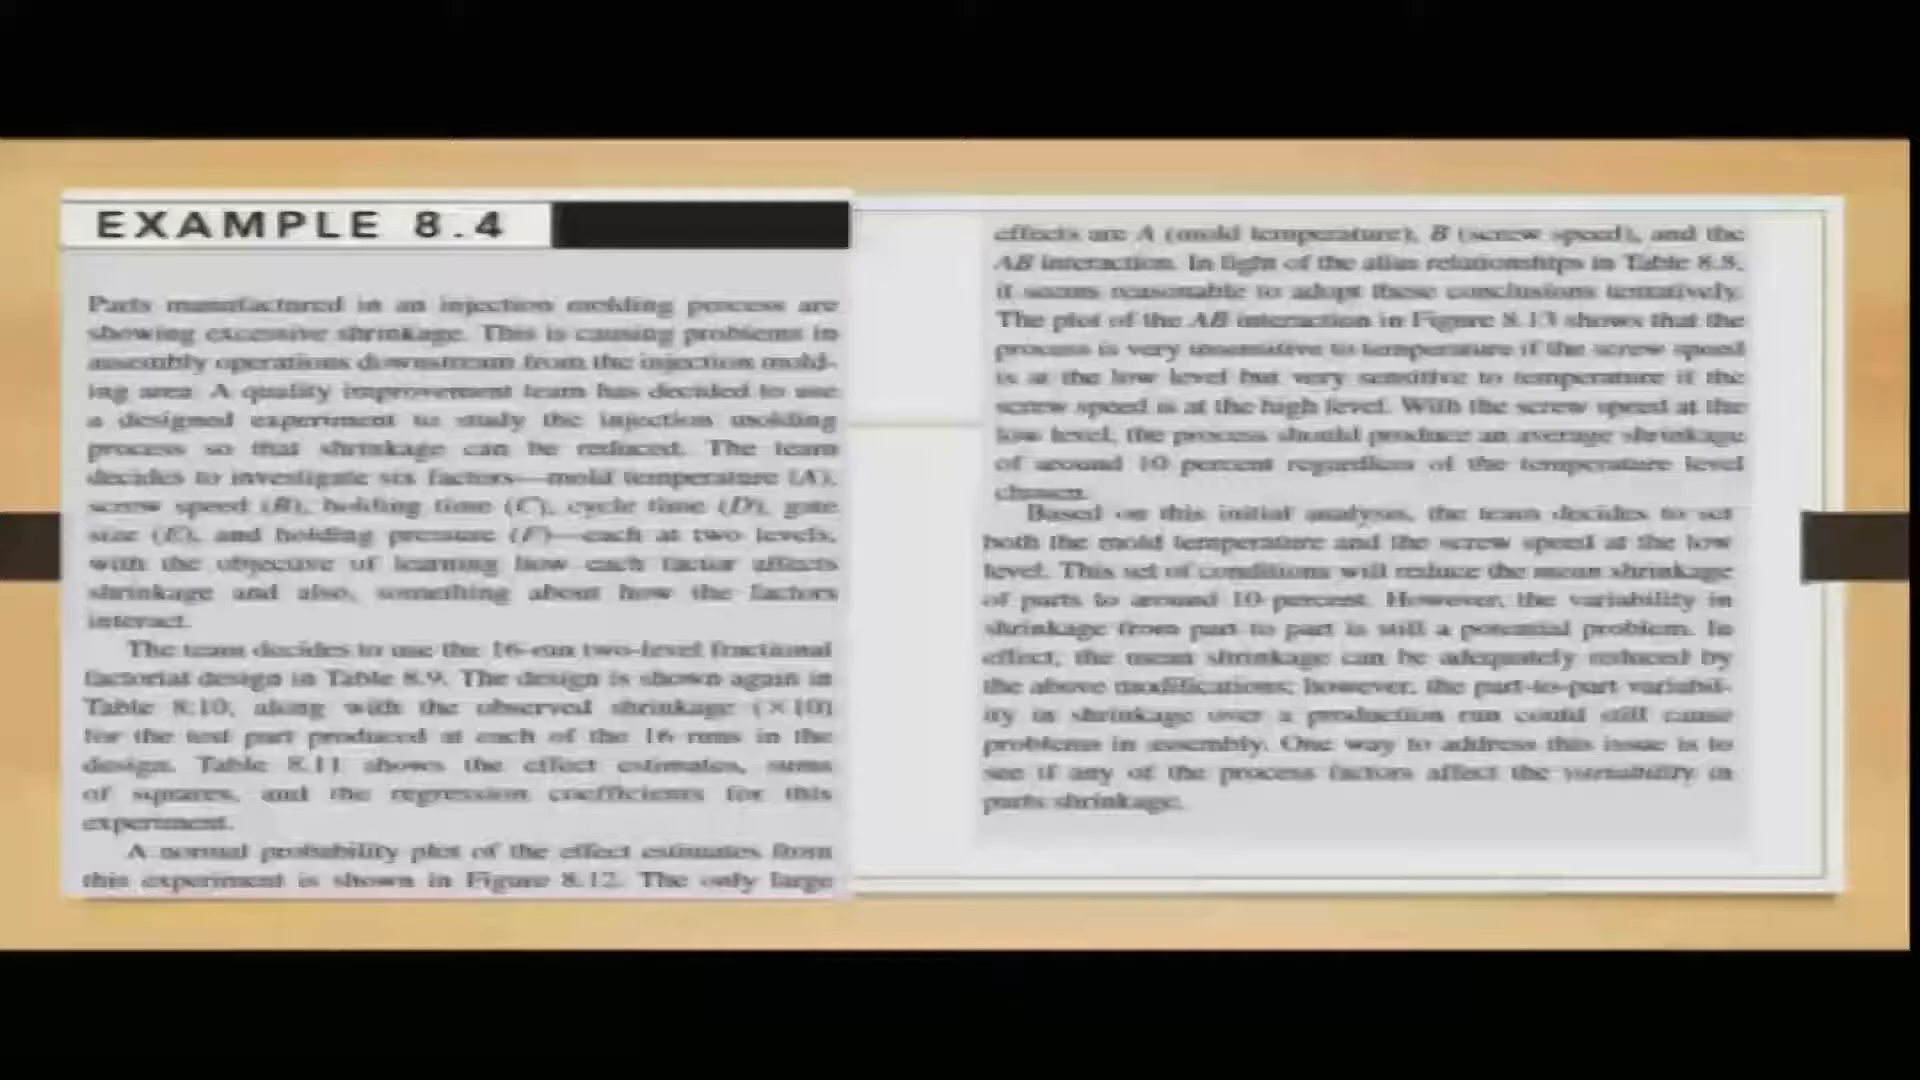 EXAMPLE 8.4
Parts manufactured in an injection molding process are
showing excessive shrinkage. This is causing problems in
assembly operations downstream from the injection mold-
ing area. A quality improvement team has decided to use
a designed experiment to study the injection molding
process so that shrinkage can be reduced. The team
decides to investigate six factors—mold temperature (A),
screw speed (B), holding time (C), cycle time (D), gate
size (E), and holding pressure (F)—each at two levels,
with the objective of learning how each factor affects
shrinkage and also, something about how the factors
interact.
The team decides to use the 16-run two-level fractional
factorial design in Table 8.9. The design is shown again in
Table 8.10, along with the observed shrinkage (×10)
for the test part produced at each of the 16 runs in the
design. Table 8.11 shows the effect estimates, sums
of squares, and the regression coefficients for this
experiment.
A normal probability plot of the effect estimates from
this experiment is shown in Figure 8.12. The only large
effects are A (mold temperature), B (screw speed), and the
AB interaction. In light of the alias relationships in Table 8.8,
it seems reasonable to adopt these conclusions tentatively.
The plot of the AB interaction in Figure 8.13 shows that the
process is very insensitive to temperature if the screw speed
is at the low level but very sensitive to temperature if the
screw speed is at the high level. With the screw speed at the
low level, the process should produce an average shrinkage
of around 10 percent regardless of the temperature level
chosen.
Based on this initial analysis, the team decides to set
both the mold temperature and the screw speed at the low
level. This set of conditions will reduce the mean shrinkage
of parts to around 10 percent. However, the variability in
shrinkage from part to part is still a potential problem. In
effect, the mean shrinkage can be adequately reduced by
the above modifications; however, the part-to-part variabil-
ity in shrinkage over a production run could still cause
problems in assembly. One way to address this issue is to
see if any of the process factors affect the variability in
parts shrinkage.